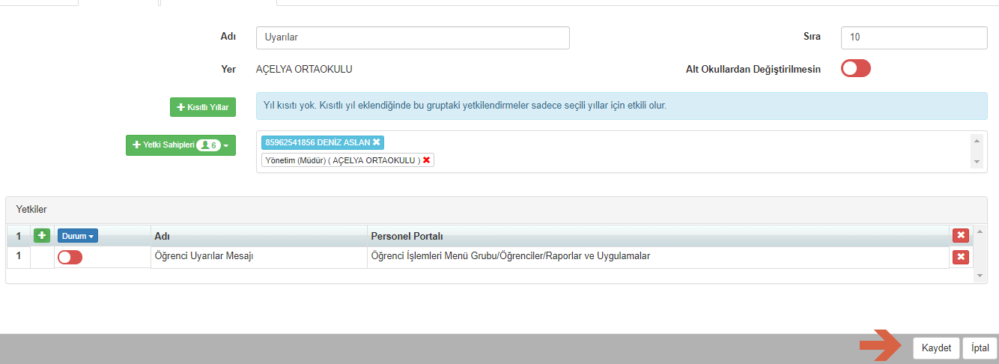 Adı Uyarılar Sıra 10
Yer AÇELYA ORTAOKULU Alt Okullardan Değiştirilmesin
Kısıtlı Yıllar Yıl kısıtı yok. Kısıtlı yıl eklendiğinde bu gruptaki yetkilendirmeler sadece seçili yıllar için etkili olur.
Yetki Sahipleri 6 85962541856 DENİZ ASLAN
Yönetim (Müdür) ( AÇELYA ORTAOKULU )
Yetkiler
1 Durum Adı Personel Portalı
1 Öğrenci Uyarılar Mesajı Öğrenci İşlemleri Menü Grubu/Öğrenciler/Raporlar ve Uygulamalar
Kaydet İptal